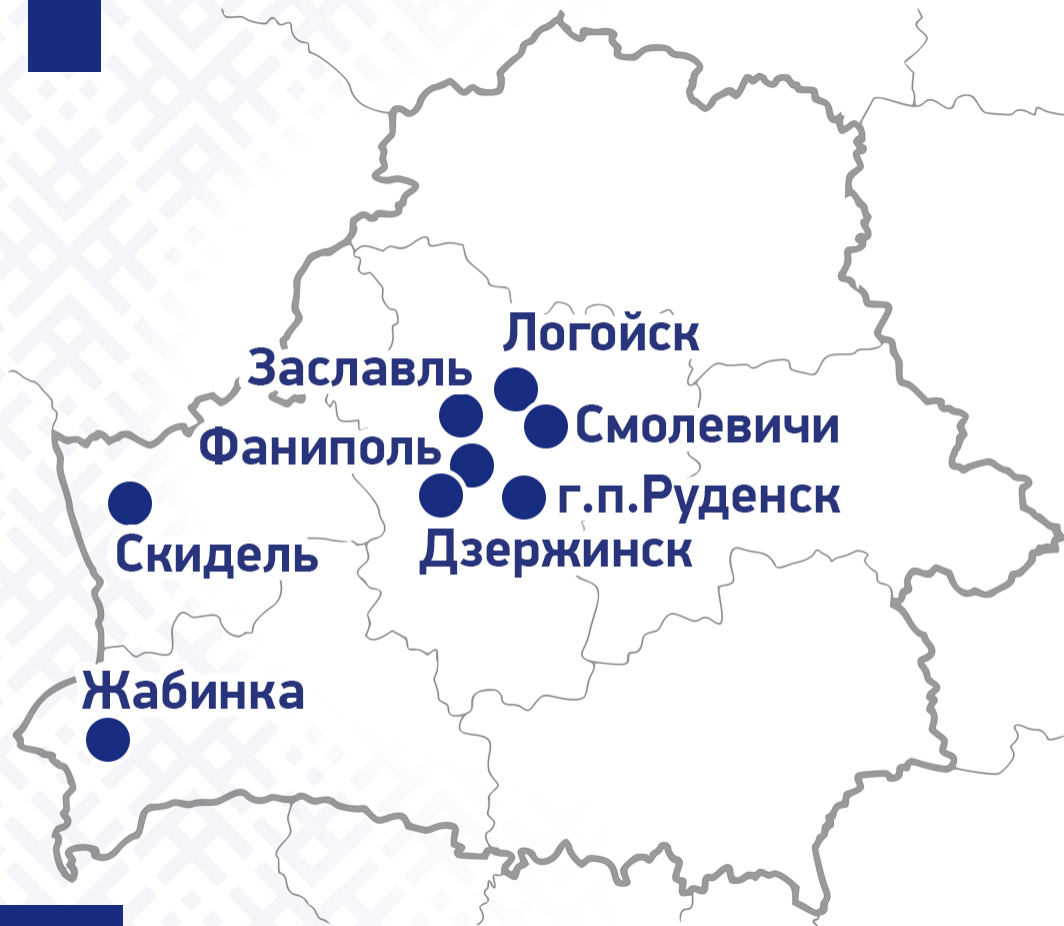 Логойск
Заславль
Смолевичи
Фаниполь
г.п.Руденск
Дзержинск
Скидель
Жабинка